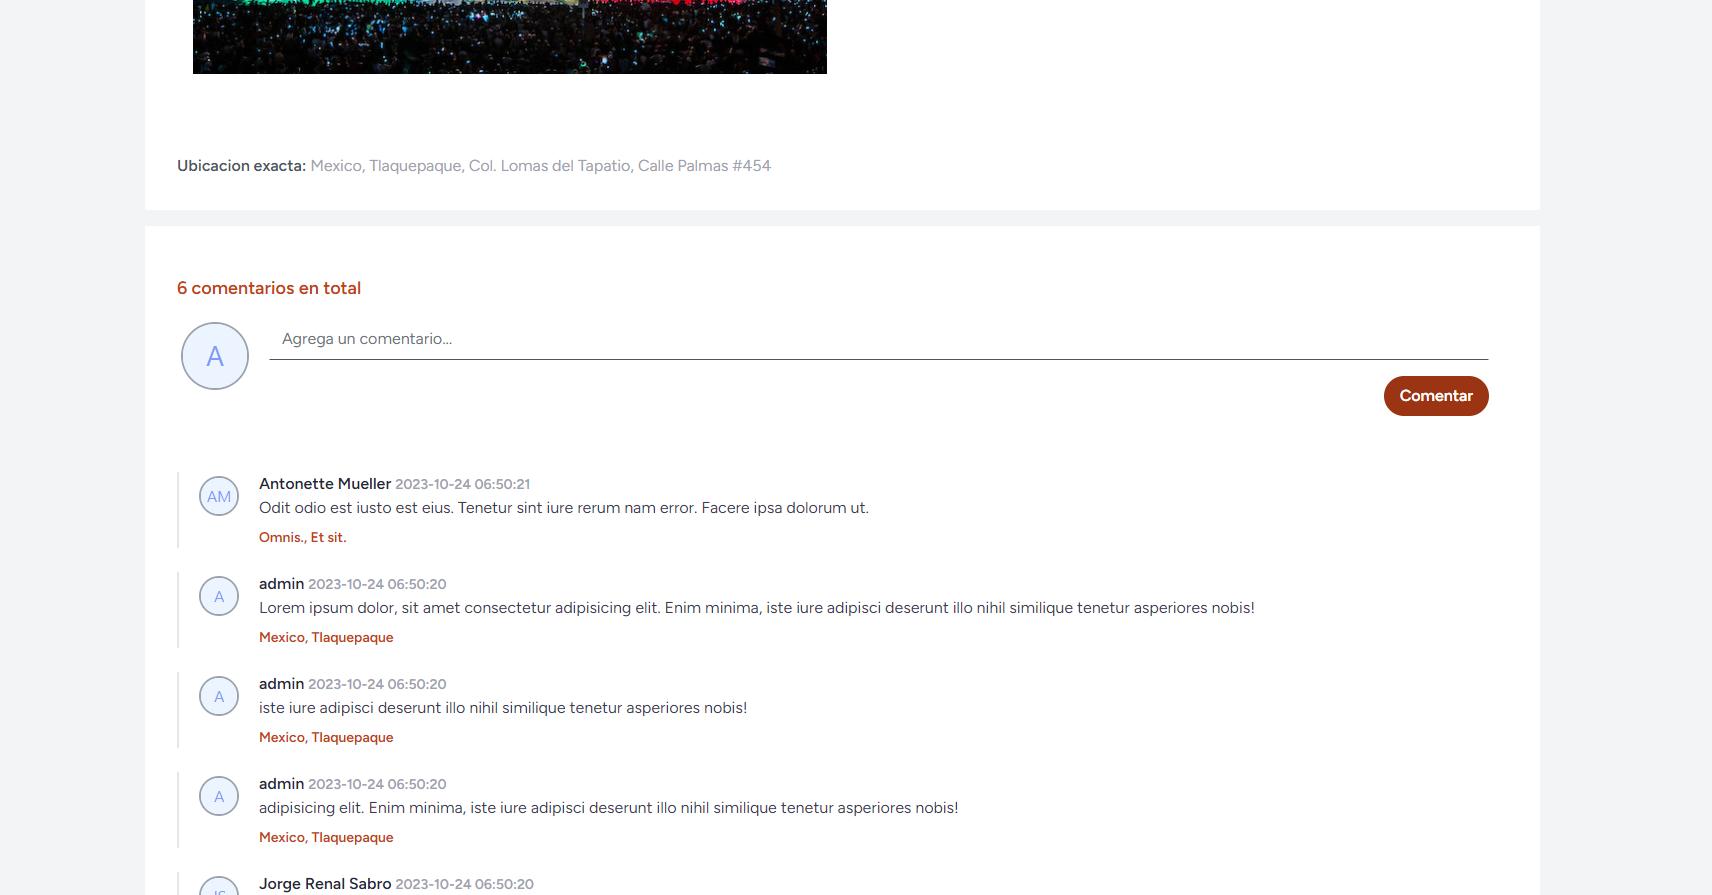 Ubicacion exacta: Mexico, Tlaquepaque, Col. Lomas del Tapatio, Calle Palmas #454
6 comentarios en total
A
Agrega un comentario...
Comentar
AM
Antonette Mueller 2023-10-24 06:50:21
Odit odio est iusto est eius. Tenetur sint iure rerum nam error. Facere ipsa dolorum ut.
Omnis., Et sit.
A
admin 2023-10-24 06:50:20
Lorem ipsum dolor, sit amet consectetur adipisicing elit. Enim minima, iste iure adipisci deserunt illo nihil similique tenetur asperiores nobis!
Mexico, Tlaquepaque
A
admin 2023-10-24 06:50:20
iste iure adipisci deserunt illo nihil similique tenetur asperiores nobis!
Mexico, Tlaquepaque
A
admin 2023-10-24 06:50:20
adipisicing elit. Enim minima, iste iure adipisci deserunt illo nihil similique tenetur asperiores nobis!
Mexico, Tlaquepaque
Jorge Renal Sabro 2023-10-24 06:50:20